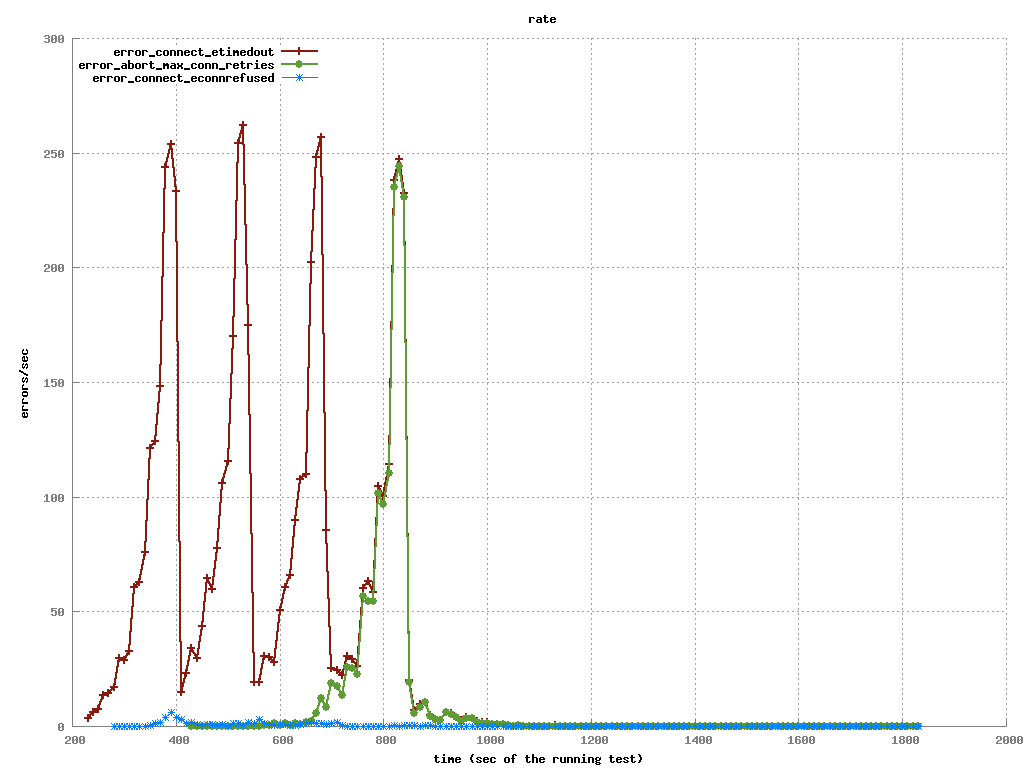 rate
error_connect_etimedout
error_abort_max_conn_retries
error_connect_econnrefused
300
250
200
150
100
50
0
errors/sec
200 400 600 800 1000 1200 1400 1600 1800 2000
time (sec of the running test)